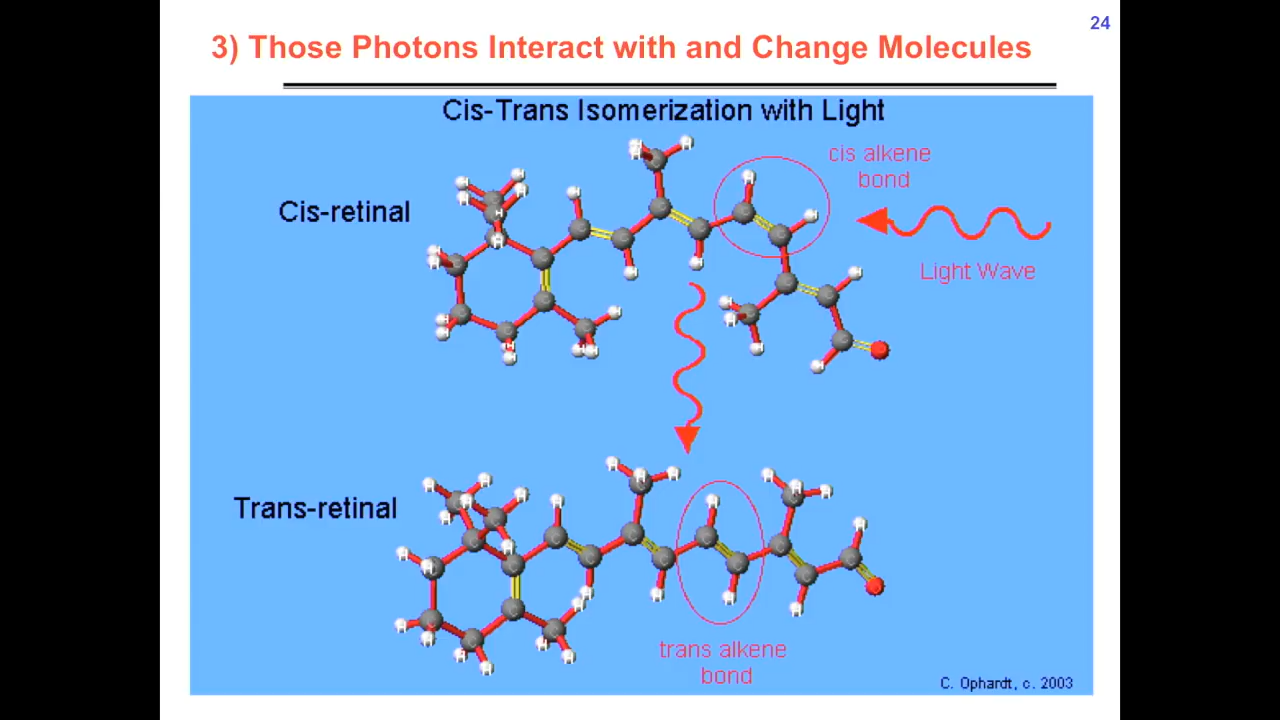 24
3) Those Photons Interact with and Change Molecules
Cis-Trans Isomerization with Light
cis alkene
bond
Cis-retinal
Light Wave
Trans-retinal
trans alkene
bond
C. Ophardt, c. 2003